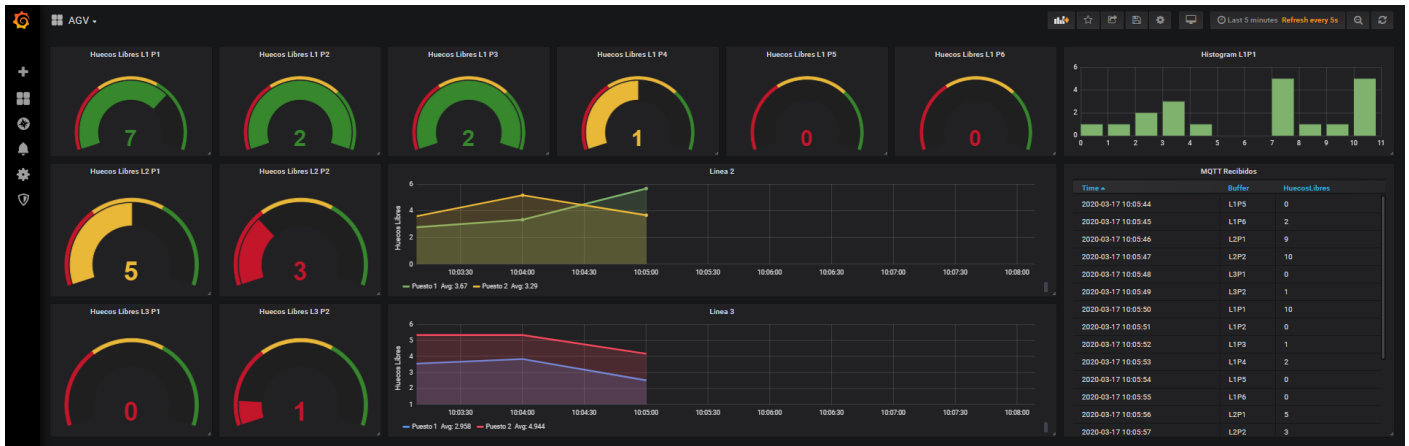 AGV
Last 5 minutes Refresh every 5s
Huecos Libres L1 P1
7
Huecos Libres L1 P2
2
Huecos Libres L1 P3
2
Huecos Libres L1 P4
1
Huecos Libres L1 P5
0
Huecos Libres L1 P6
0
Histogram L1P1
6
4
2
0
0 1 2 3 4 5 6 7 8 9 10 11
Huecos Libres L2 P1
5
Huecos Libres L2 P2
3
Linea 2
Huecos Libres
6
4
2
0
10:03:30 10:04:00 10:04:30 10:05:00 10:05:30 10:06:00 10:06:30 10:07:00 10:07:30 10:08:00
Puesto 1 Avg: 3.67 Puesto 2 Avg: 3.29
Huecos Libres L3 P1
0
Huecos Libres L3 P2
1
Linea 3
Huecos Libres
6
5
4
3
2
1
10:03:30 10:04:00 10:04:30 10:05:00 10:05:30 10:06:00 10:06:30 10:07:00 10:07:30 10:08:00
Puesto 1 Avg: 2.958 Puesto 2 Avg: 4.944
MQTT Recibidos
Time Buffer HuecosLibres
2020-03-17 10:05:44 L1P5 0
2020-03-17 10:05:45 L1P6 2
2020-03-17 10:05:46 L2P1 9
2020-03-17 10:05:47 L2P2 10
2020-03-17 10:05:48 L3P1 0
2020-03-17 10:05:49 L3P2 1
2020-03-17 10:05:50 L1P1 10
2020-03-17 10:05:51 L1P2 0
2020-03-17 10:05:52 L1P3 1
2020-03-17 10:05:53 L1P4 2
2020-03-17 10:05:54 L1P5 0
2020-03-17 10:05:55 L1P6 0
2020-03-17 10:05:56 L2P1 5
2020-03-17 10:05:57 L2P2 3